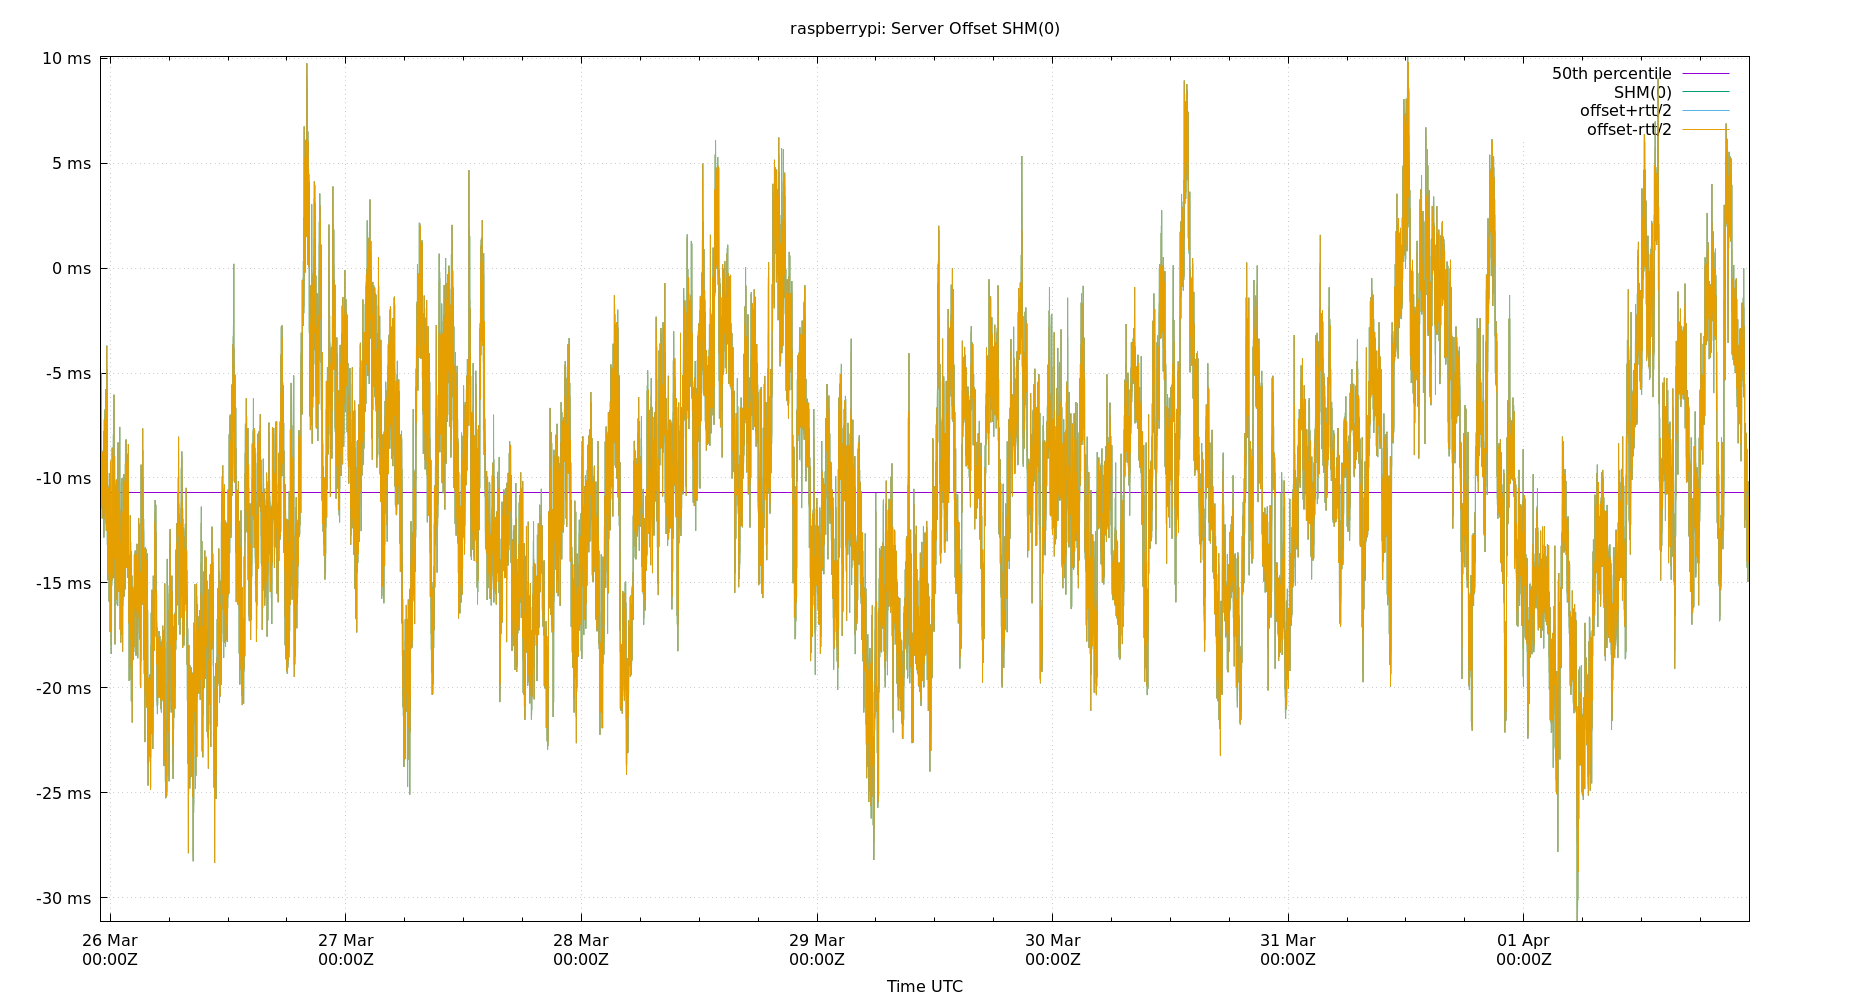 raspberrypi: Server Offset SHM(0)
10 ms
5 ms
0 ms
-5 ms
-10 ms
-15 ms
-20 ms
-25 ms
-30 ms
50th percentile
SHM(0)
offset+rtt/2
offset-rtt/2
26 Mar 27 Mar 28 Mar 29 Mar 30 Mar 31 Mar 01 Apr
00:00Z 00:00Z 00:00Z 00:00Z 00:00Z 00:00Z 00:00Z
Time UTC